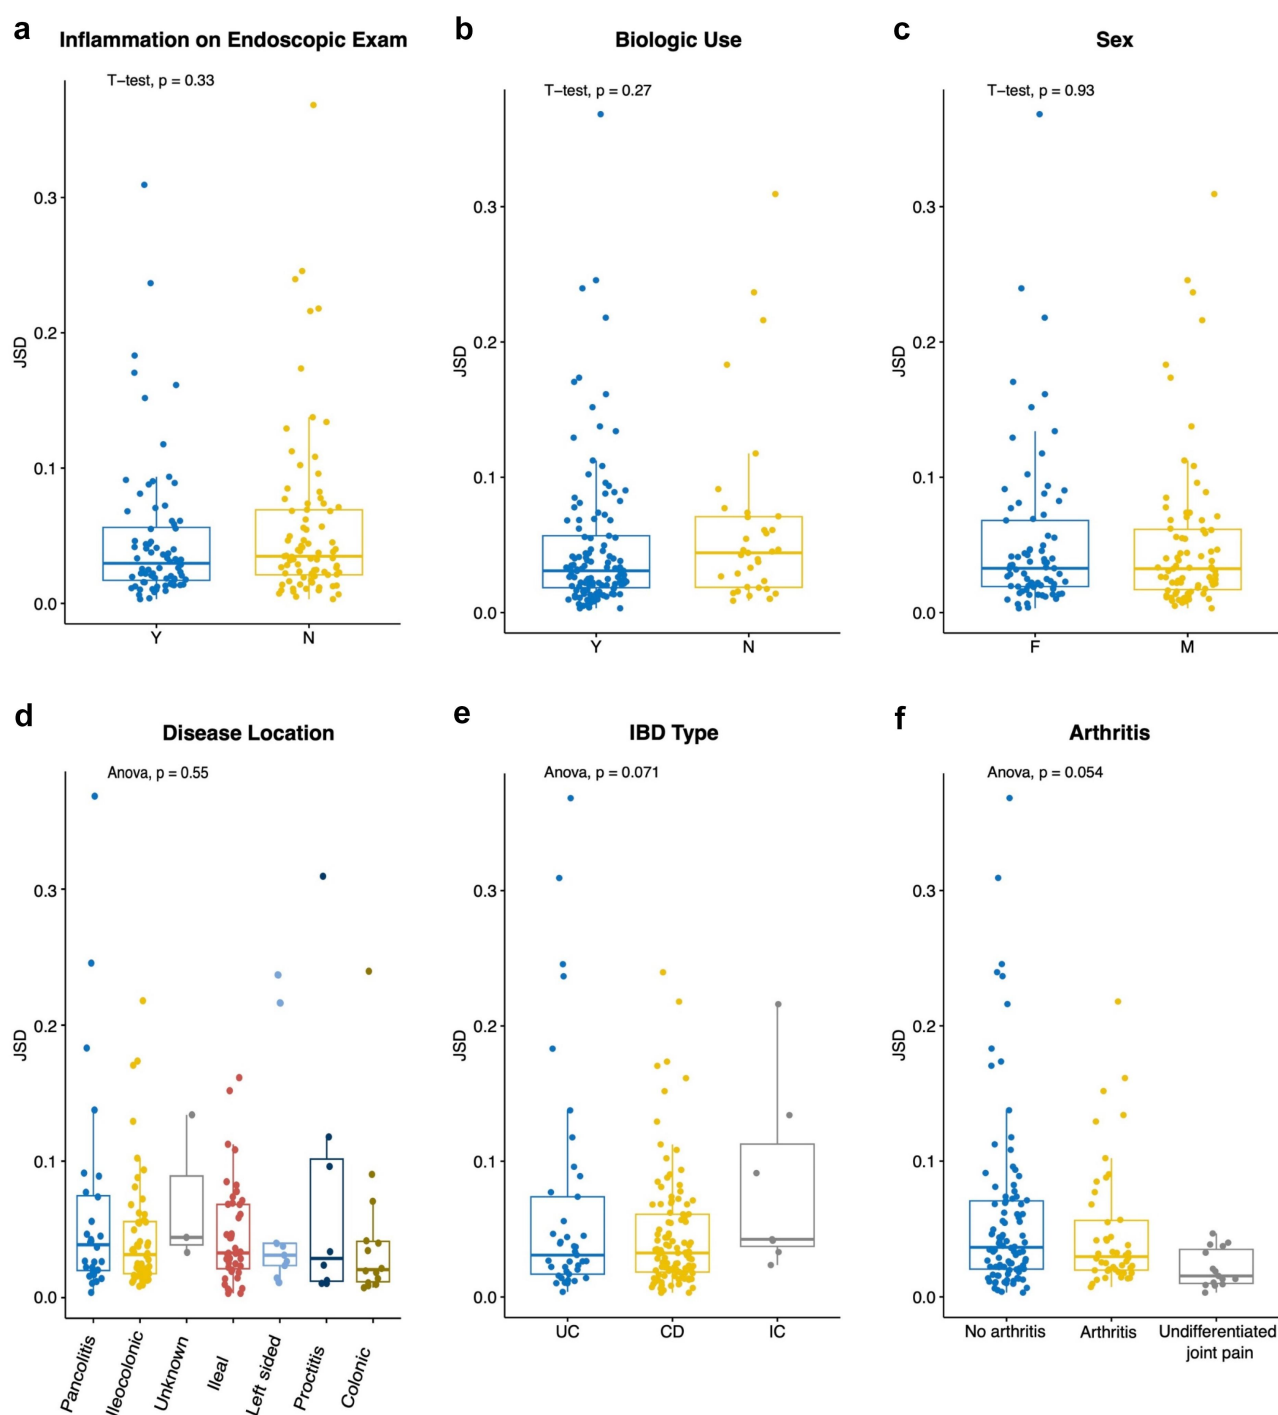 a
Inflammation on Endoscopic Exam
T-test, p = 0.33
JSD
0.3
0.2
0.1
0.0
Y
N
b
Biologic Use
T-test, p = 0.27
JSD
0.3
0.2
0.1
0.0
Y
N
c
Sex
T-test, p = 0.93
JSD
0.3
0.2
0.1
0.0
F
M
d
Disease Location
Anova, p = 0.55
JSD
0.3
0.2
0.1
0.0
Pancolitis
Ileocolonic
Unknown
Ileal
Left sided
Proctitis
Colonic
e
IBD Type
Anova, p = 0.071
JSD
0.3
0.2
0.1
0.0
UC
CD
IC
f
Arthritis
Anova, p = 0.054
JSD
0.3
0.2
0.1
0.0
No arthritis
Arthritis
Undifferentiated
joint pain